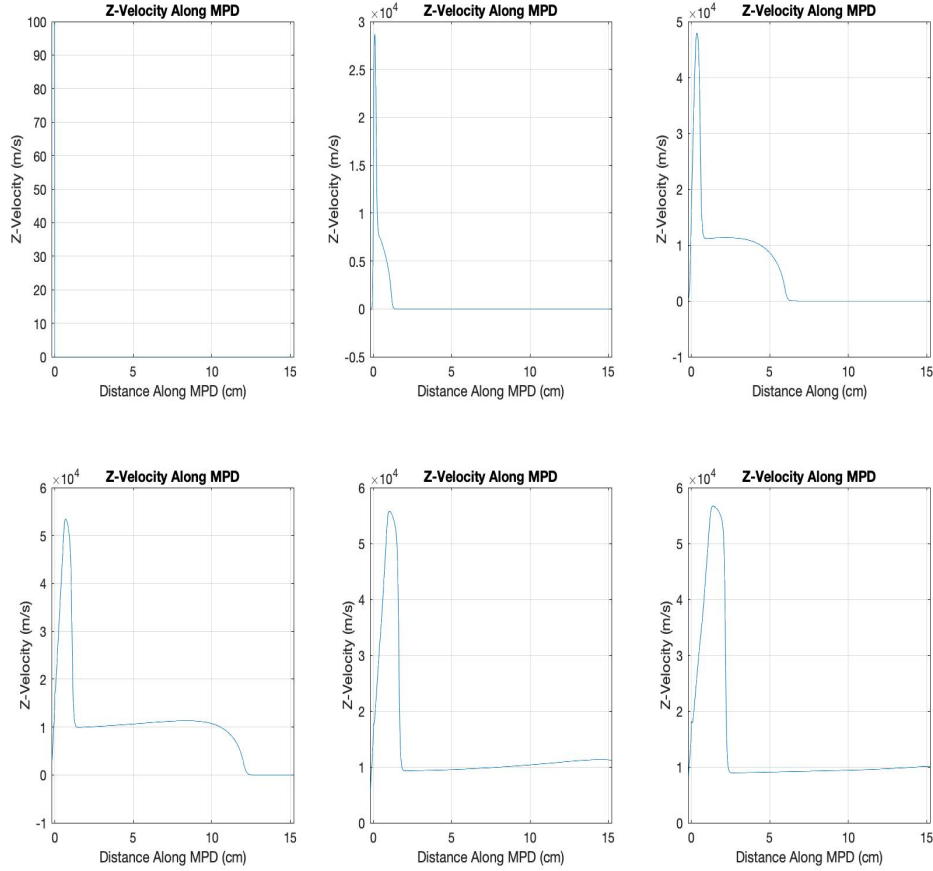 Z-Velocity Along MPD
100
90
80
70
60
50
40
30
20
10
0
Z-Velocity (m/s)
0 5 10 15
Distance Along MPD (cm)
Z-Velocity Along MPD
×10⁴
3
2.5
2
1.5
1
0.5
0
-0.5
Z-Velocity (m/s)
0 5 10 15
Distance Along MPD (cm)
Z-Velocity Along MPD
×10⁴
5
4
3
2
1
0
-1
Z-Velocity (m/s)
0 5 10 15
Distance Along (cm)
Z-Velocity Along MPD
×10⁴
6
5
4
3
2
1
0
-1
Z-Velocity (m/s)
0 5 10 15
Distance Along MPD (cm)
Z-Velocity Along MPD
×10⁴
6
5
4
3
2
1
0
Z-Velocity (m/s)
0 5 10 15
Distance Along MPD (cm)
Z-Velocity Along MPD
×10⁴
6
5
4
3
2
1
0
Z-Velocity (m/s)
0 5 10 15
Distance Along MPD (cm)